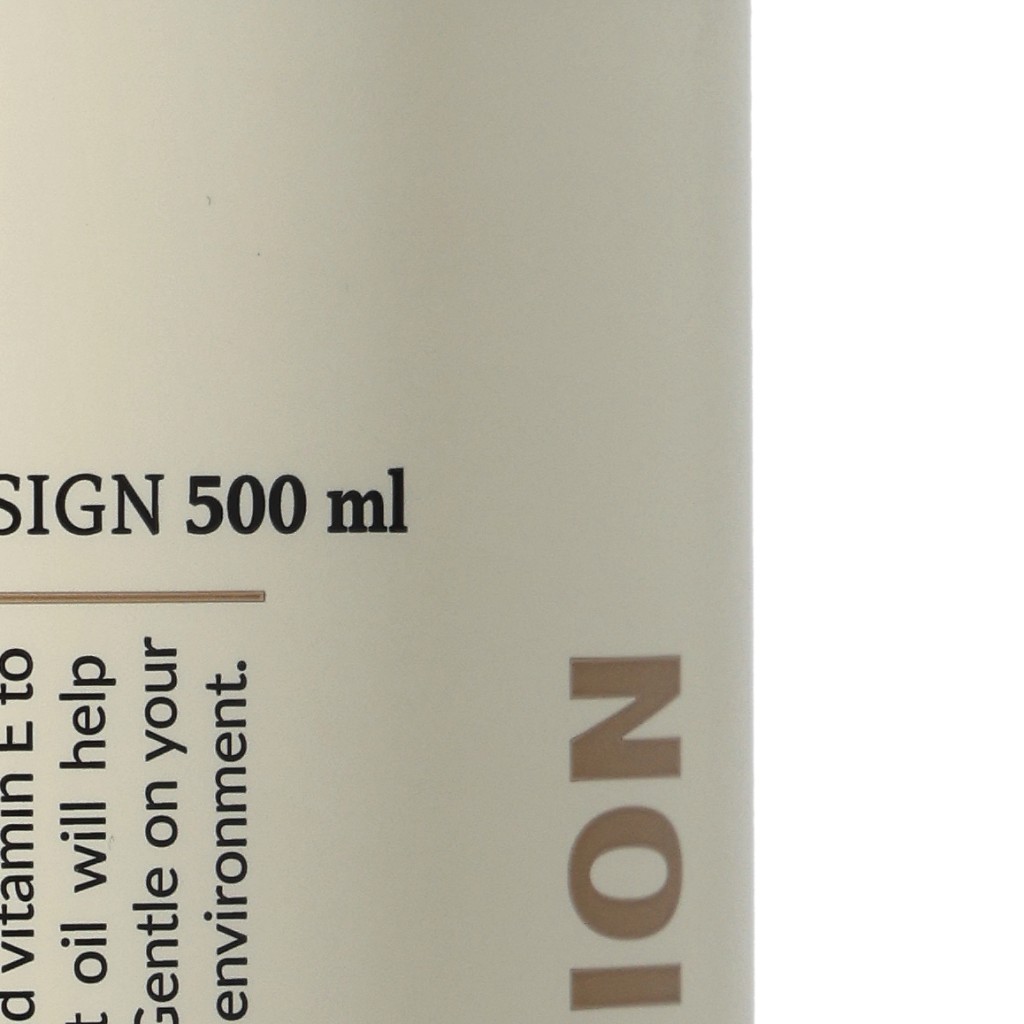 SIGN 500 ml
d vitamin E to
t oil will help
Gentle on your
environment.
ION